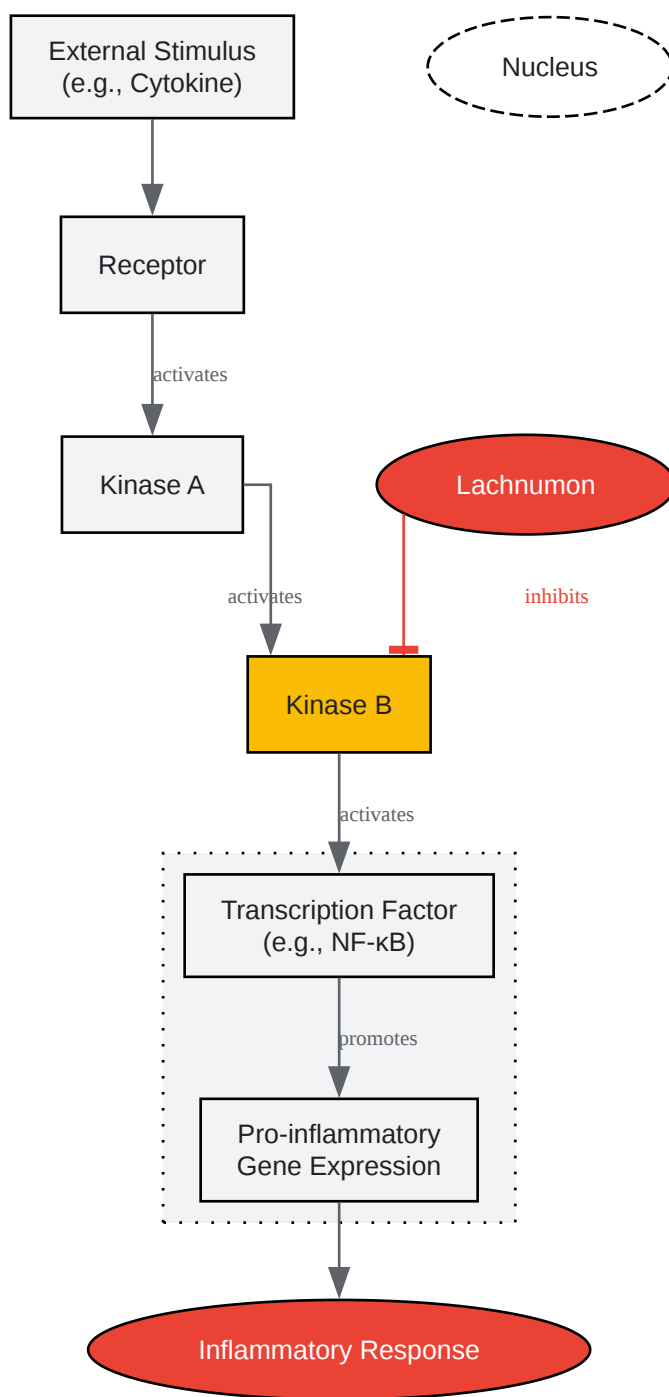 External Stimulus
(e.g., Cytokine)
Nucleus
Receptor
activates
Kinase A
Lachnumon
activates
inhibits
Kinase B
activates
Transcription Factor
(e.g., NF-κB)
promotes
Pro-inflammatory
Gene Expression
Inflammatory Response